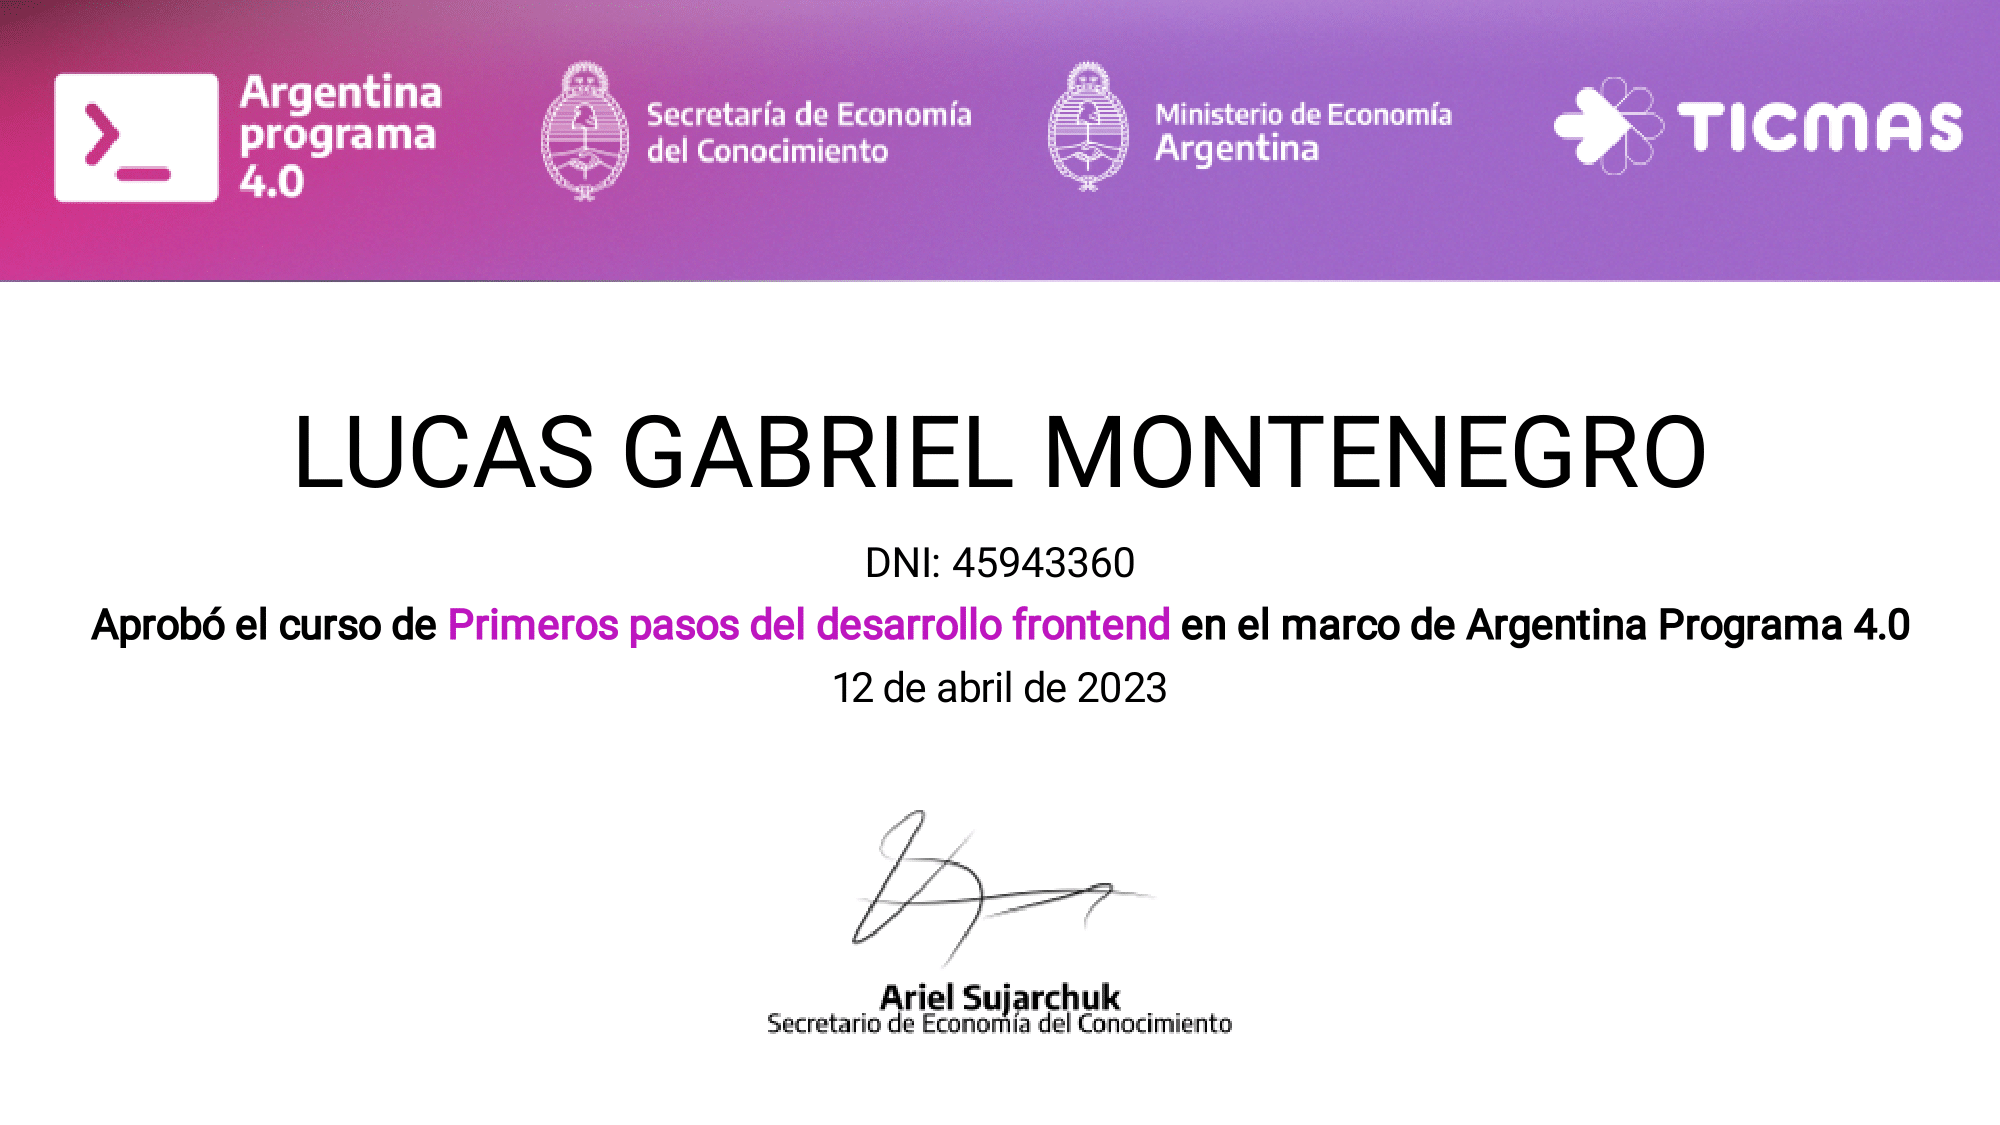 Argentina
programa
4.0
Secretaría de Economía
del Conocimiento
Ministerio de Economía
Argentina
TICMAS
LUCAS GABRIEL MONTENEGRO
DNI: 45943360
Aprobó el curso de Primeros pasos del desarrollo frontend en el marco de Argentina Programa 4.0
12 de abril de 2023
Ariel Sujarchuk
Secretario de Economía del Conocimiento